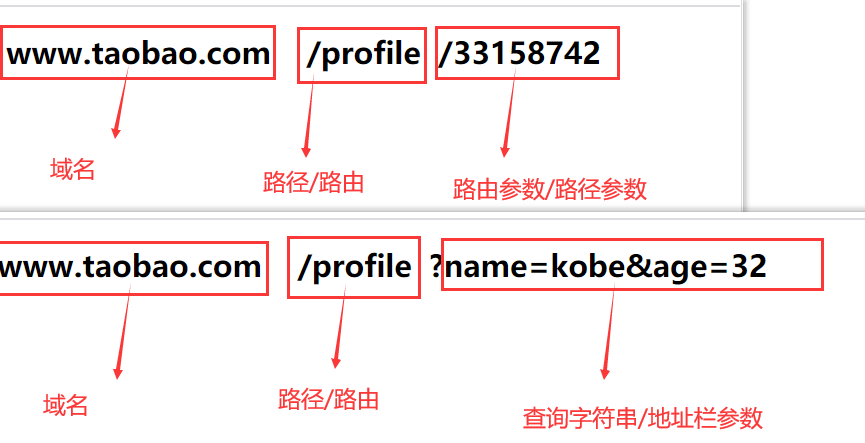 www.taobao.com /profile /33158742
域名 路径/路由 路由参数/路径参数
www.taobao.com /profile ?name=kobe&age=32
域名 路径/路由 查询字符串/地址栏参数